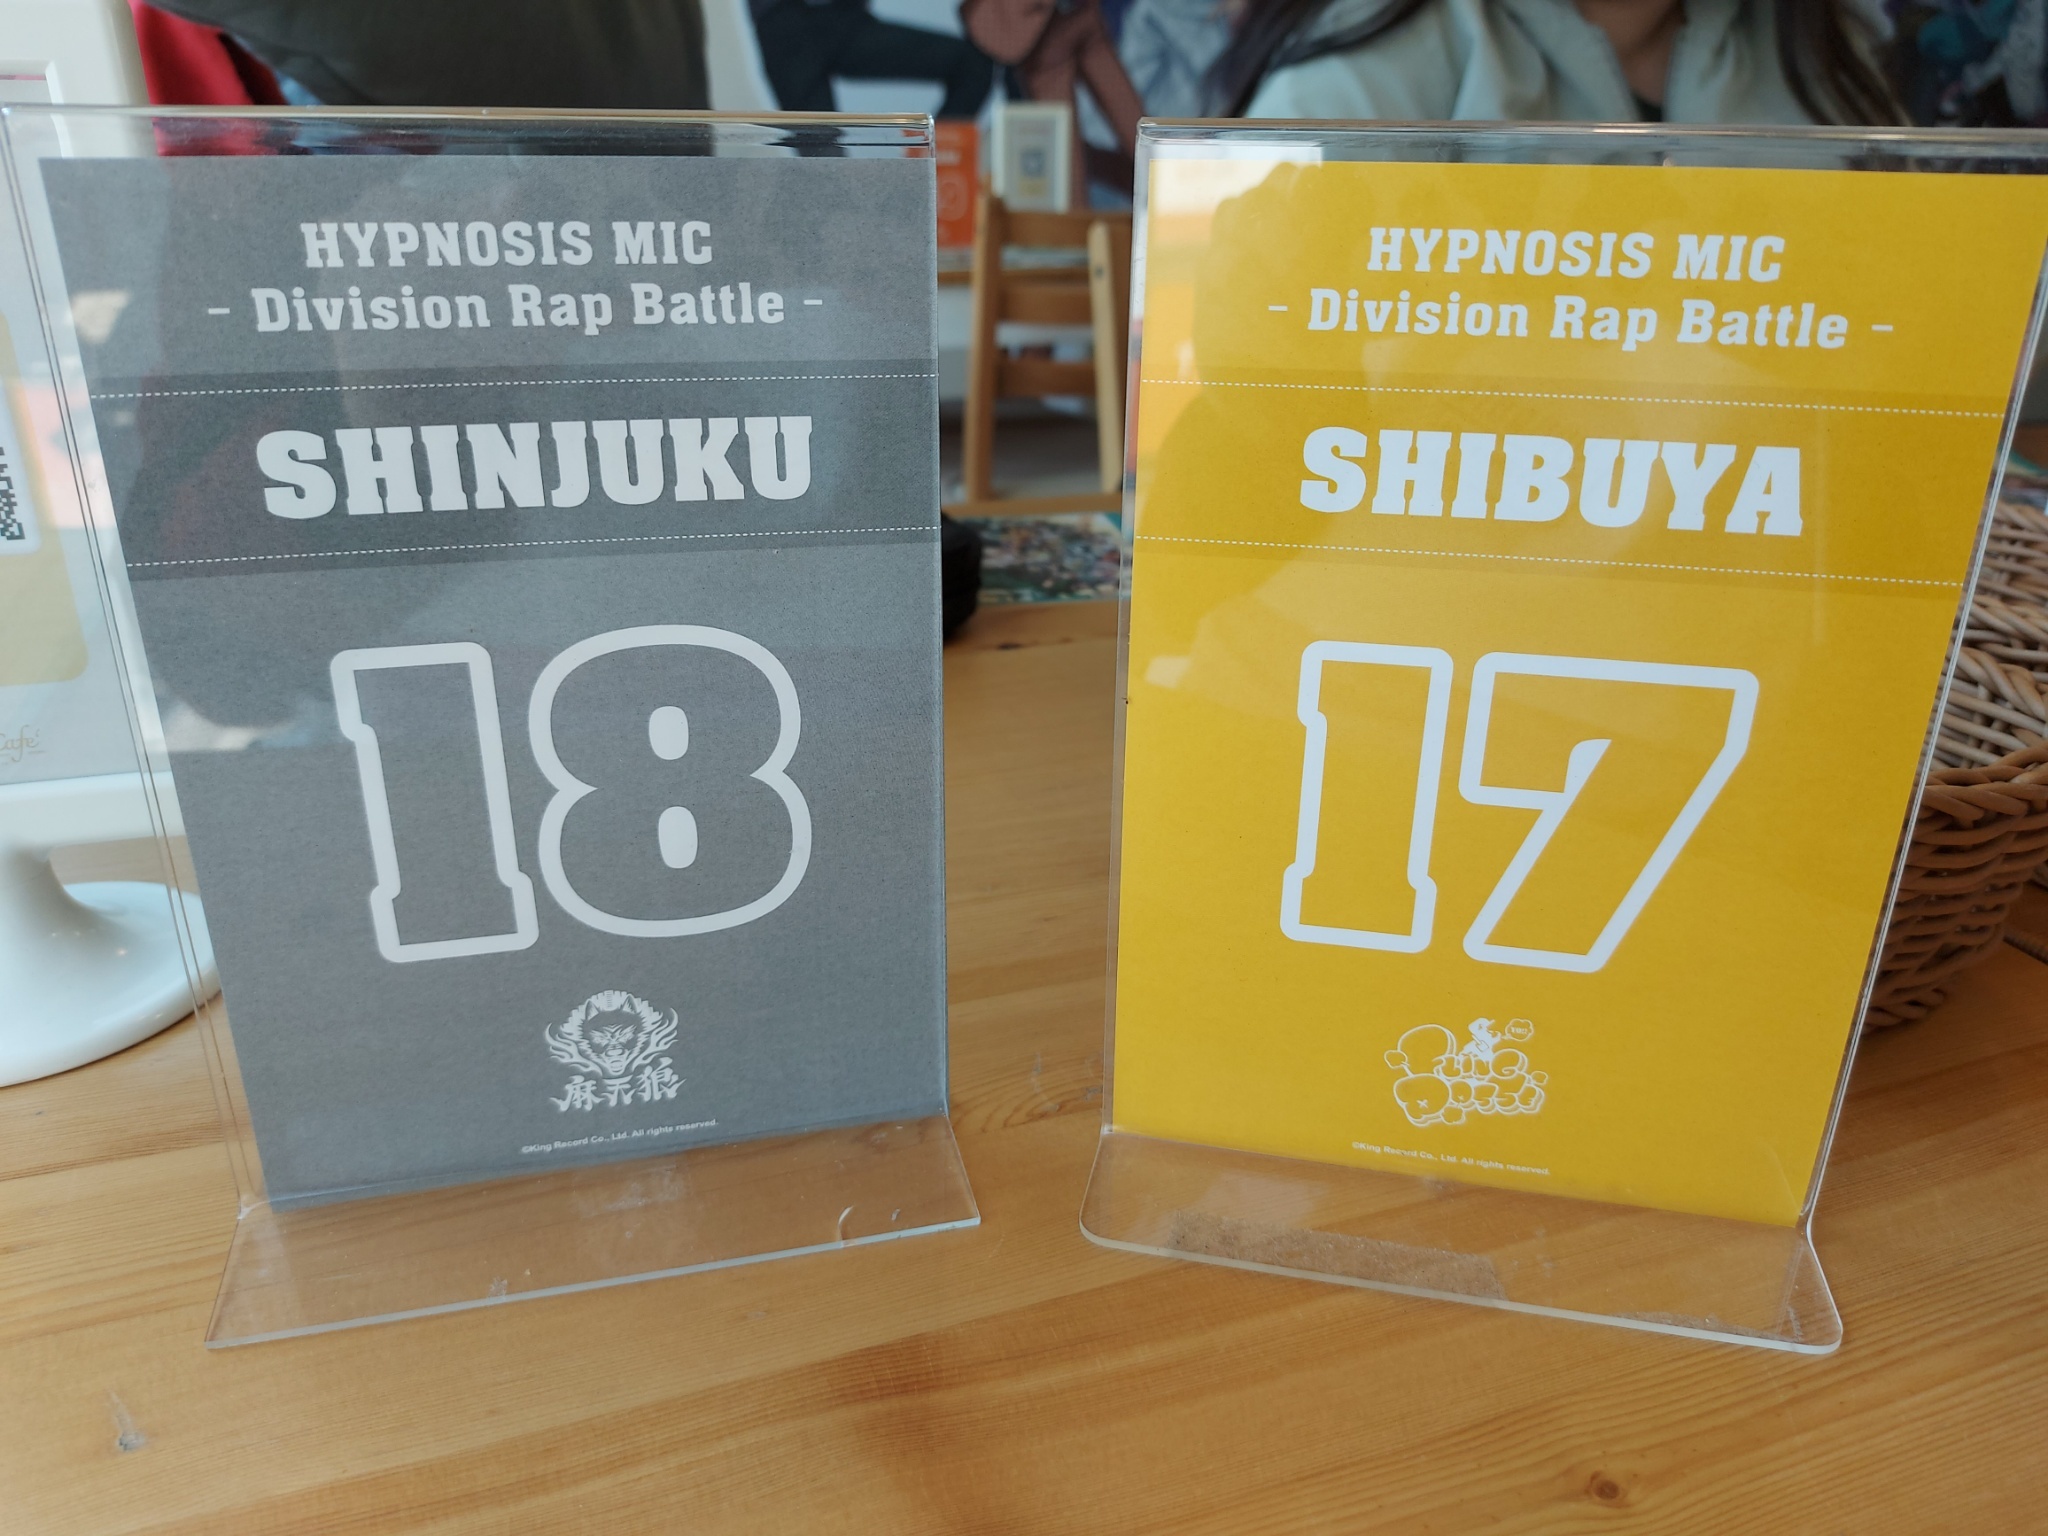 HYPNOSIS MIC
- Division Rap Battle -
SHINJUKU
18
麻天狼
©King Record Co., Ltd. All rights reserved.
HYPNOSIS MIC
- Division Rap Battle -
SHIBUYA
17
FLING
POSSE
©King Record Co., Ltd. All rights reserved.
Cafe